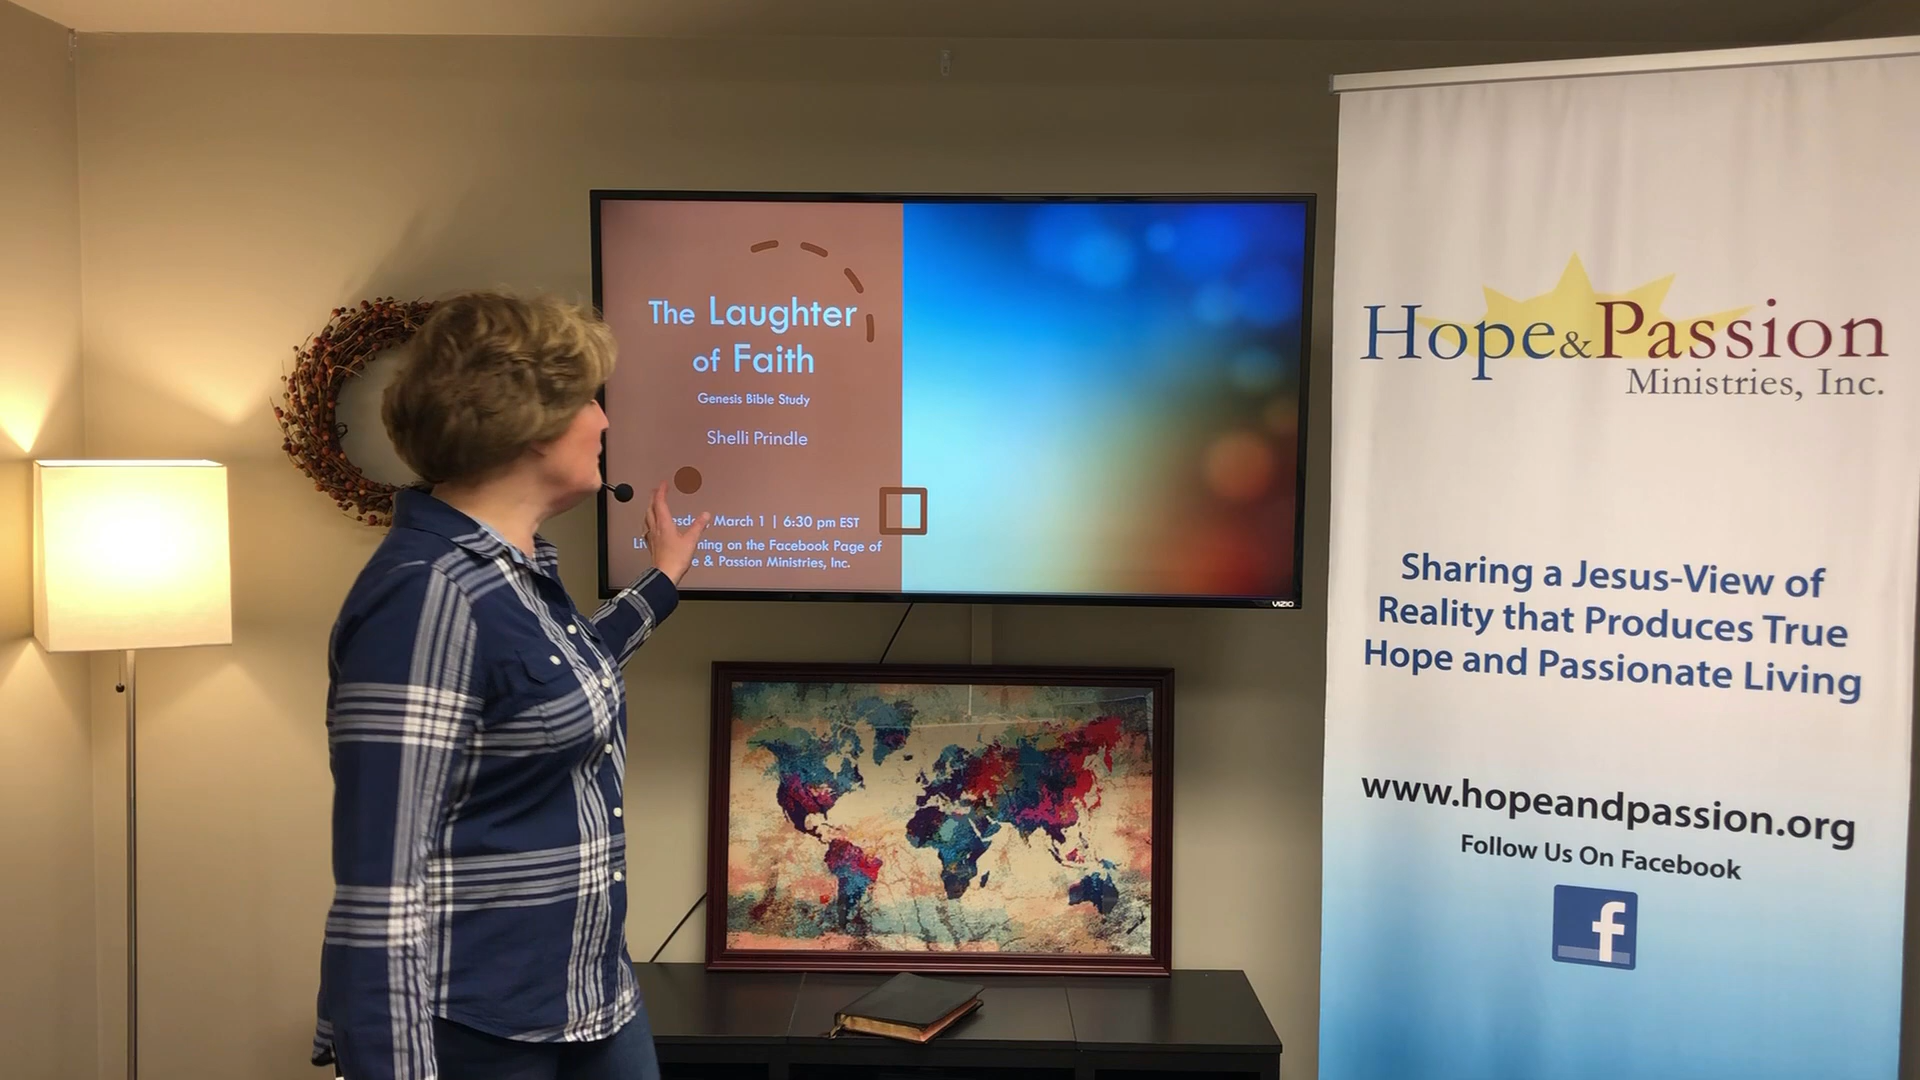 The Laughter
of Faith
Genesis Bible Study
Shelli Prindle
March 1 | 6:30 pm EST
on the Facebook Page of
& Passion Ministries, Inc.
VIZIO
Hope&Passion
Ministries, Inc.
Sharing a Jesus-View of
Reality that Produces True
Hope and Passionate Living
www.hopeandpassion.org
Follow Us On Facebook
f